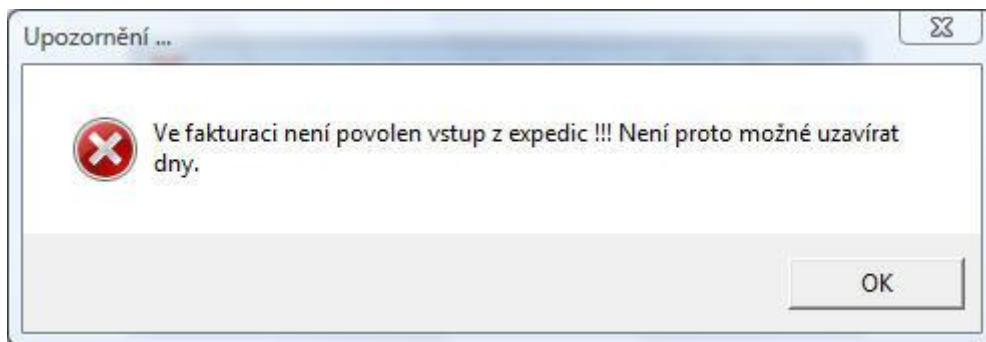 Upozornění ...
Ve fakturaci není povolen vstup z expedic !!! Není proto možné uzavírat
dny.
OK